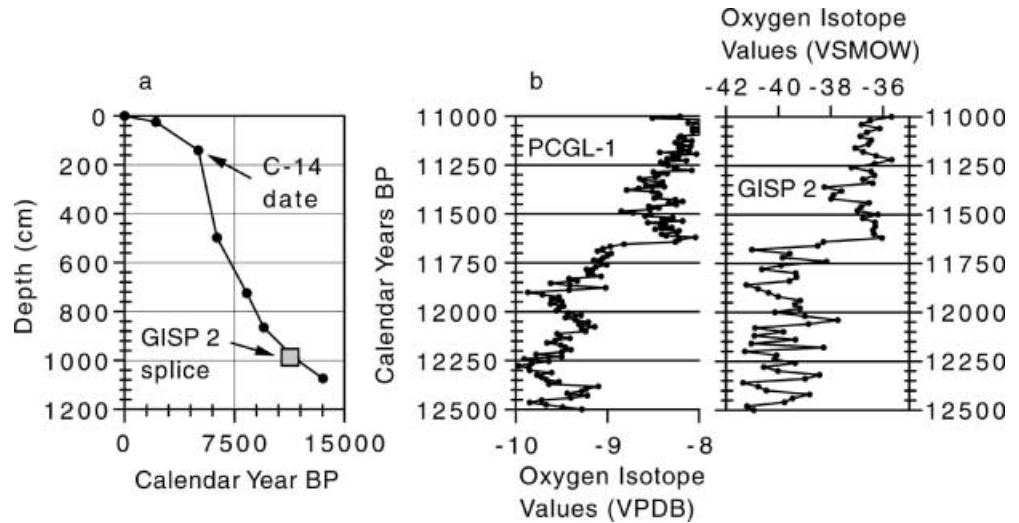 a
0
200
400
600
800
1000
1200
Depth (cm)
C-14
date
GISP 2
splice
0 7500 15000
Calendar Year BP
b
11000
11250
11500
11750
12000
12250
12500
Calendar Years BP
PCGL-1
-10 -9 -8
Oxygen Isotope
Values (VPDB)
Oxygen Isotope
Values (VSMOW)
-42 -40 -38 -36
GISP 2
11000
11250
11500
11750
12000
12250
12500